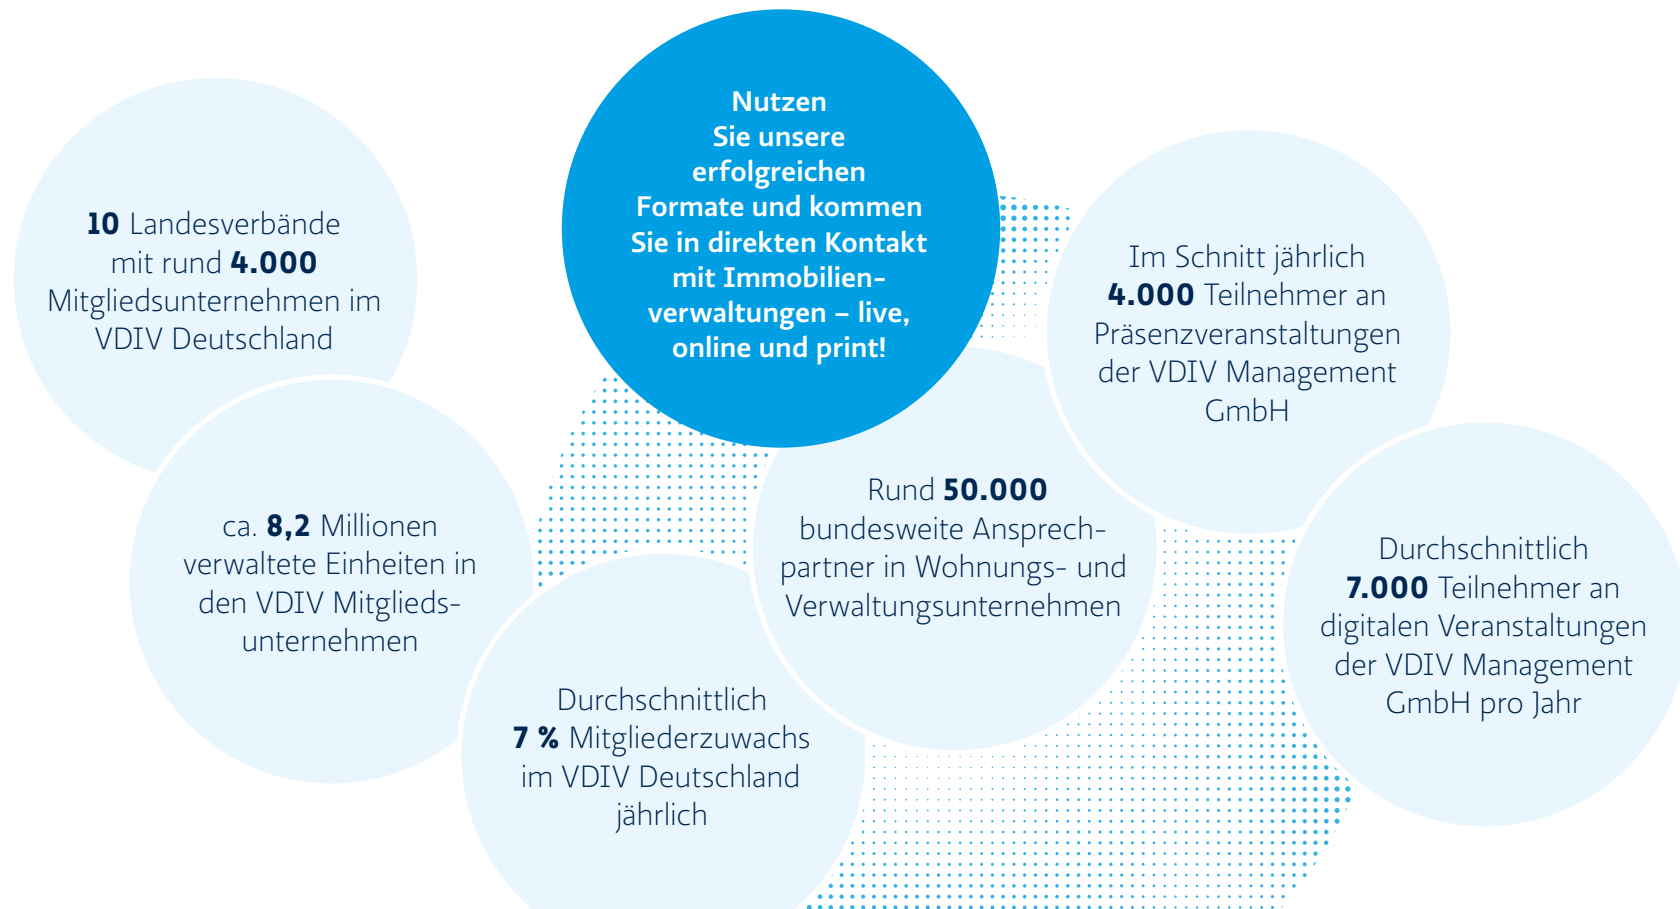 Nutzen
Sie unsere
erfolgreichen
Formate und kommen
Sie in direkten Kontakt
mit Immobilien-
verwaltungen – live,
online und print!
10 Landesverbände
mit rund 4.000
Mitgliedsunternehmen im
VDIV Deutschland
ca. 8,2 Millionen
verwaltete Einheiten in
den VDIV Mitglieds-
unternehmen
Durchschnittlich
7 % Mitgliederzuwachs
im VDIV Deutschland
jährlich
Rund 50.000
bundesweite Ansprech-
partner in Wohnungs- und
Verwaltungsunternehmen
Im Schnitt jährlich
4.000 Teilnehmer an
Präsenzveranstaltungen
der VDIV Management
GmbH
Durchschnittlich
7.000 Teilnehmer an
digitalen Veranstaltungen
der VDIV Management
GmbH pro Jahr